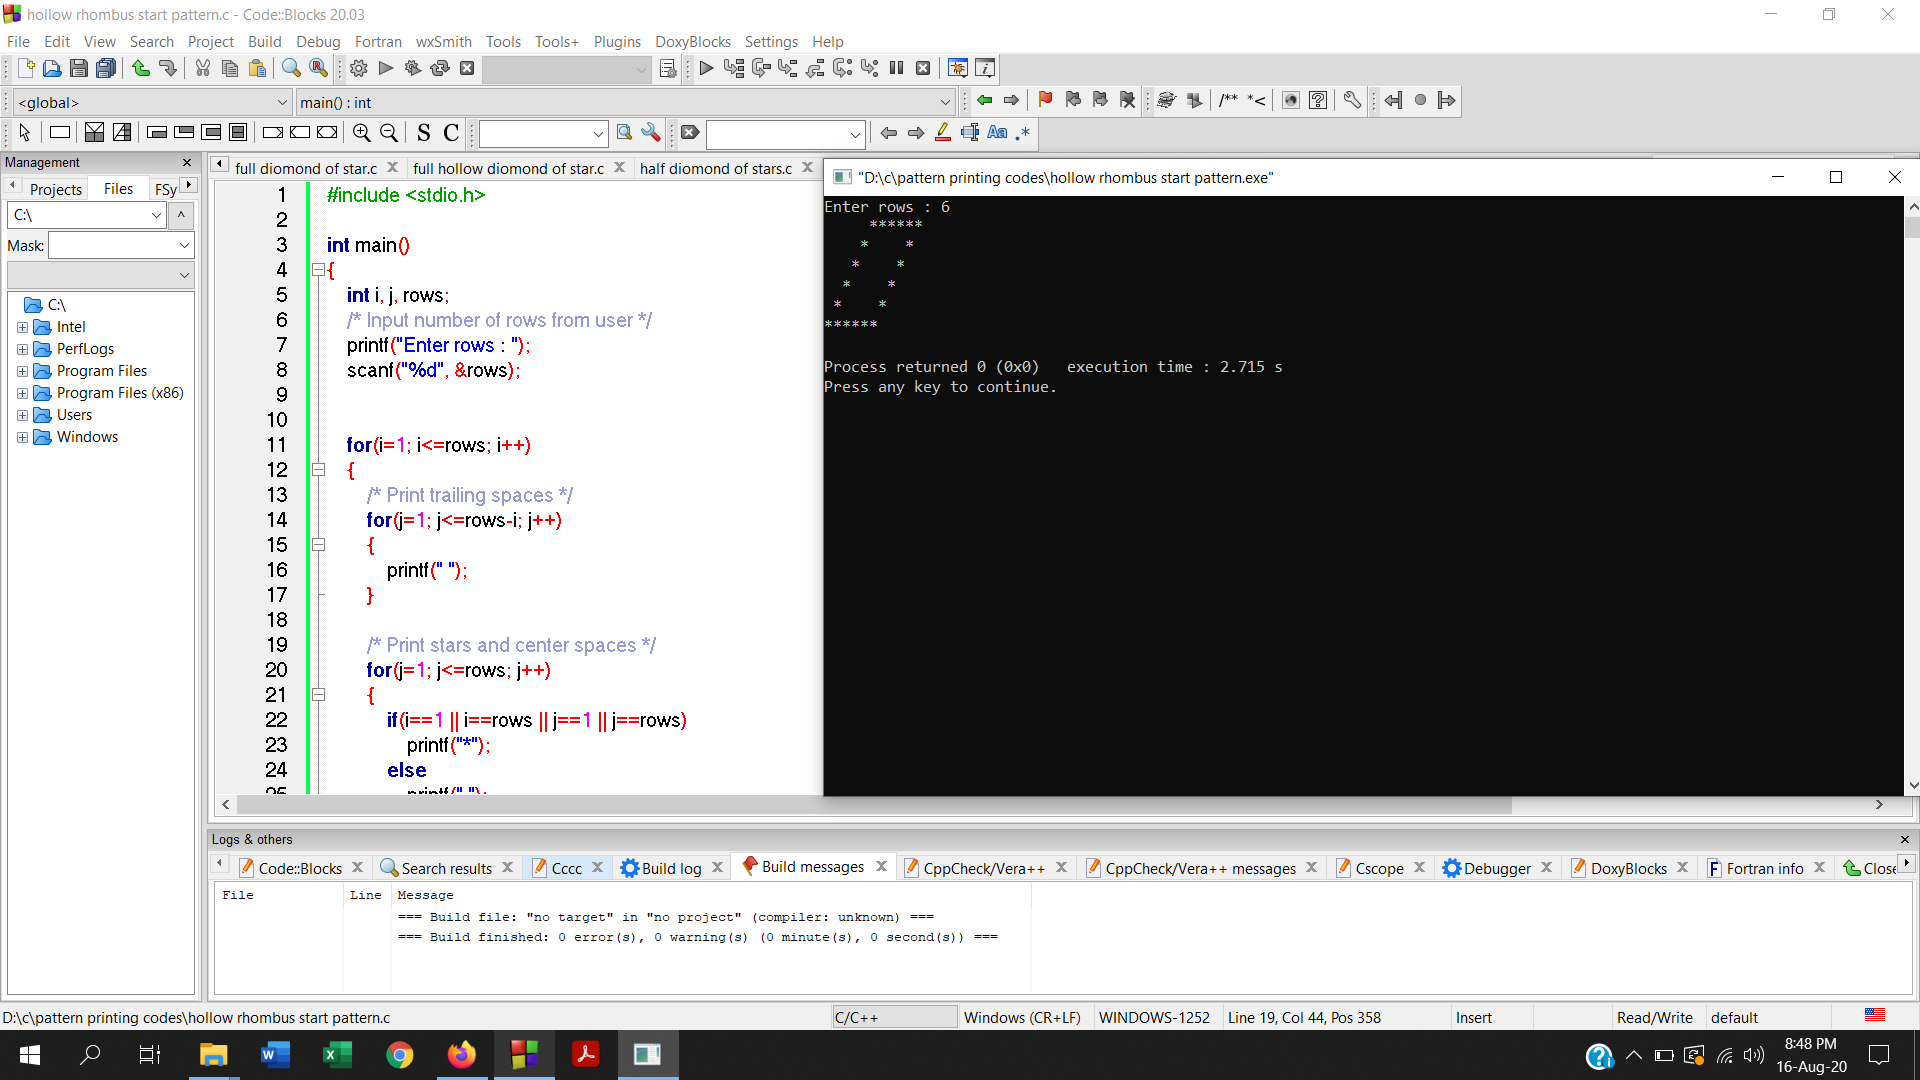 hollow rhombus start pattern.c - Code::Blocks 20.03
File Edit View Search Project Build Debug Fortran wxSmith Tools Tools+ Plugins DoxyBlocks Settings Help
<global> main() : int /** *<
S C Aa .*
Management
Projects Files FSy
C:\ ^
Mask:
C:\
Intel
PerfLogs
Program Files
Program Files (x86)
Users
Windows
full diomond of star.c full hollow diomond of star.c half diomond of stars.c
1 #include <stdio.h>
2
3 int main()
4 {
5 int i, j, rows;
6 /* Input number of rows from user */
7 printf("Enter rows : ");
8 scanf("%d", &rows);
9
10
11 for(i=1; i<=rows; i++)
12 {
13 /* Print trailing spaces */
14 for(j=1; j<=rows-i; j++)
15 {
16 printf(" ");
17 }
18
19 /* Print stars and center spaces */
20 for(j=1; j<=rows; j++)
21 {
22 if(i==1 || i==rows || j==1 || j==rows)
23 printf("*");
24 else
25 printf(" ");
"D:\c\pattern printing codes\hollow rhombus start pattern.exe"
Enter rows : 6
     ******
    *    *
   *    *
  *    *
 *    *
******
Process returned 0 (0x0)   execution time : 2.715 s
Press any key to continue.
Logs & others
Code::Blocks Search results Cccc Build log Build messages CppCheck/Vera++ CppCheck/Vera++ messages Cscope Debugger DoxyBlocks Fortran info Close
File Line Message
=== Build file: "no target" in "no project" (compiler: unknown) ===
=== Build finished: 0 error(s), 0 warning(s) (0 minute(s), 0 second(s)) ===
D:\c\pattern printing codes\hollow rhombus start pattern.c C/C++ Windows (CR+LF) WINDOWS-1252 Line 19, Col 44, Pos 358 Insert Read/Write default
8:48 PM
16-Aug-20